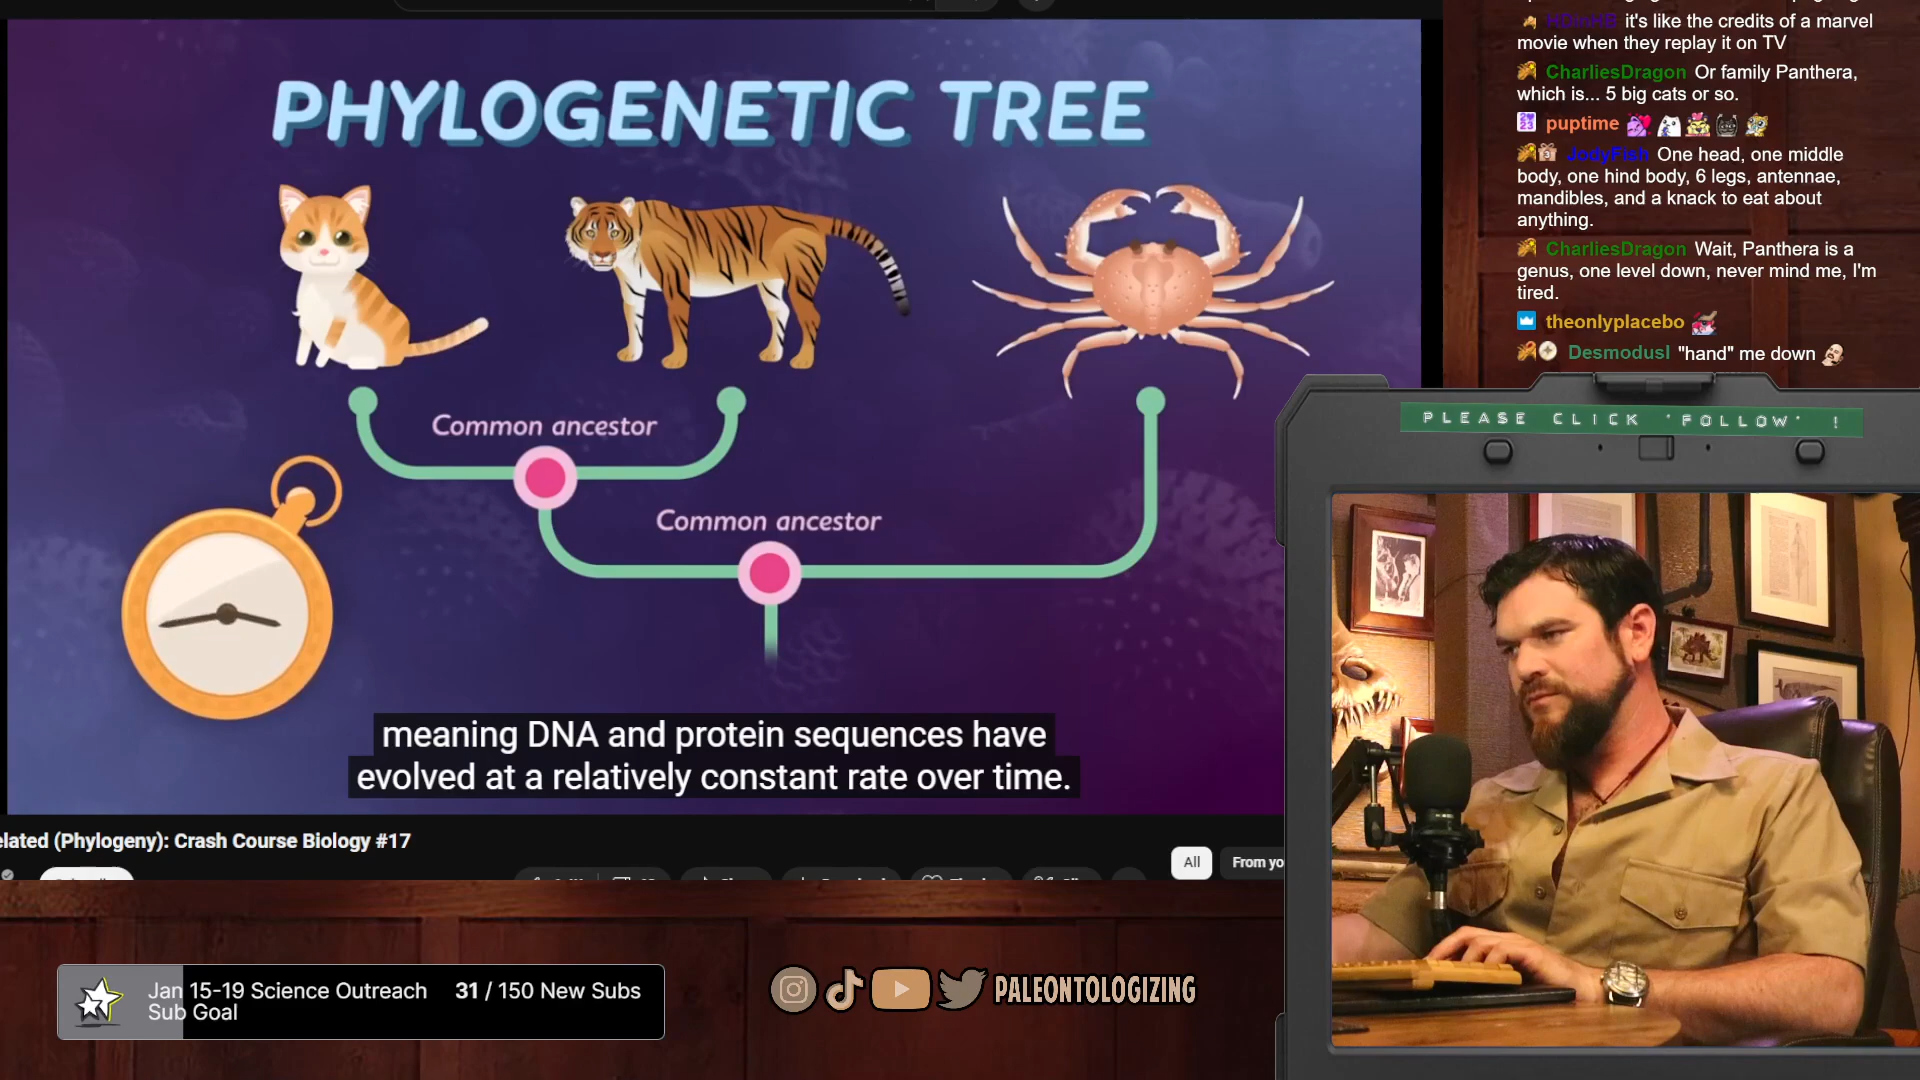 PHYLOGENETIC TREE
Common ancestor
Common ancestor
meaning DNA and protein sequences have
evolved at a relatively constant rate over time.
elated (Phylogeny): Crash Course Biology #17
All
From yo
it's like the credits of a marvel
movie when they replay it on TV
CharliesDragon Or family Panthera,
which is... 5 big cats or so.
puptime
JodyFish One head, one middle
body, one hind body, 6 legs, antennae,
mandibles, and a knack to eat about
anything.
CharliesDragon Wait, Panthera is a
genus, one level down, never mind me, I'm
tired.
theonlyplacebo
Desmodusl "hand" me down
PLEASE CLICK "FOLLOW" !
Jan 15-19 Science Outreach 31 / 150 New Subs
Sub Goal
PALEONTOLOGIZING